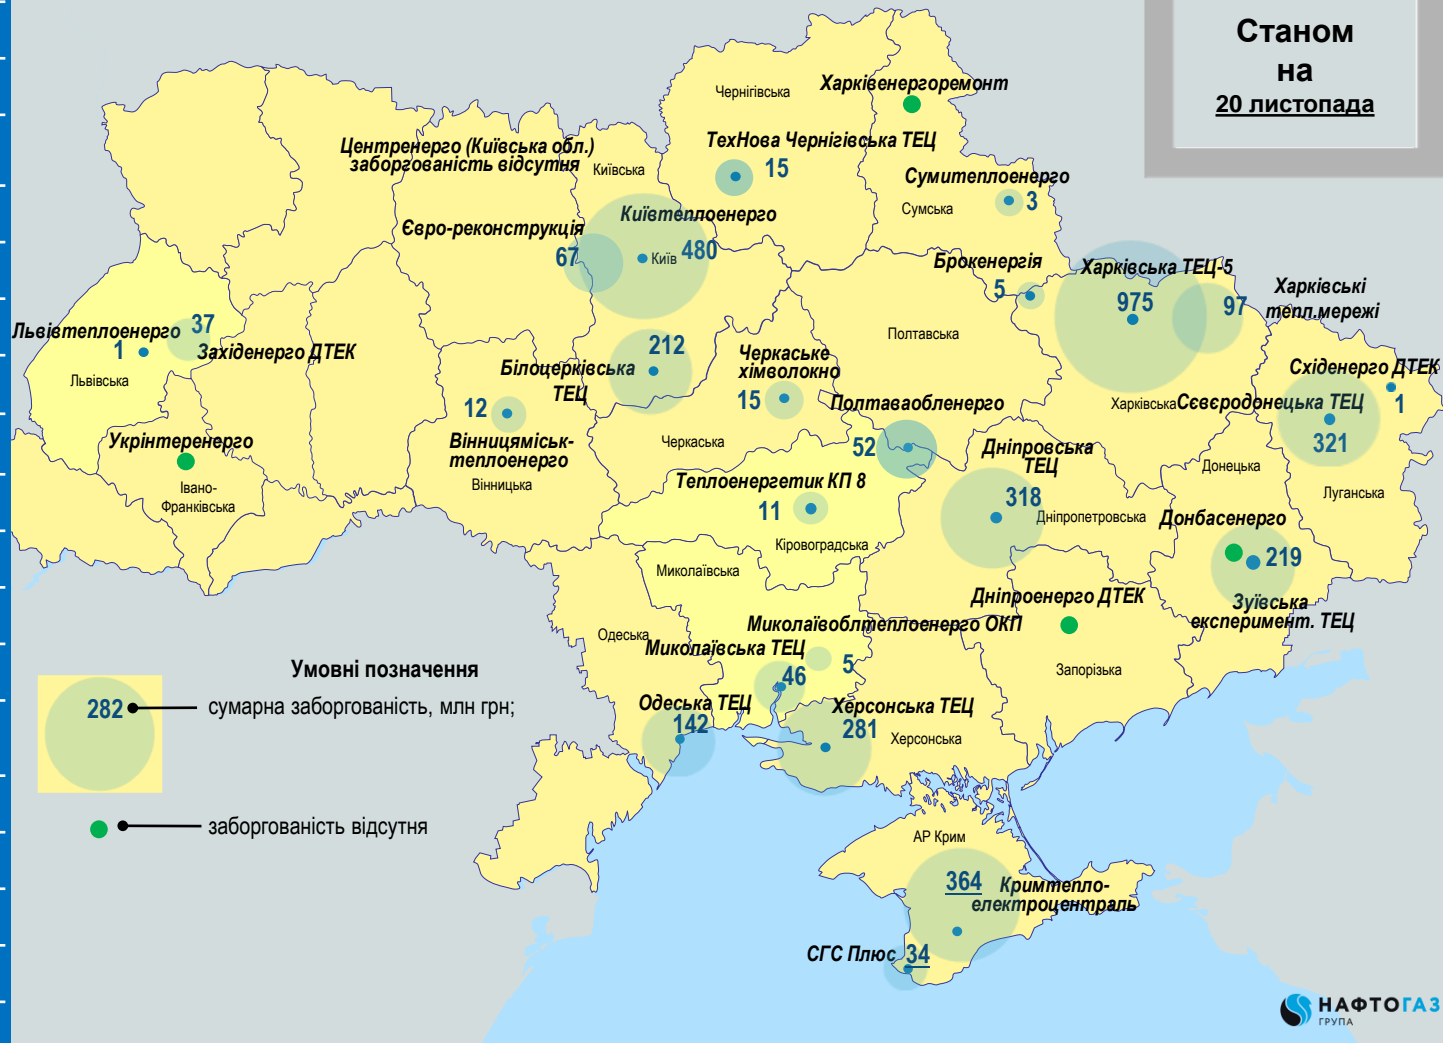 Станом
на
20 листопада
Чернігівська
Харківенергоремонт
Центренерго (Київська обл.)
заборгованість відсутня
Київська
ТехНова Чернігівська ТЕЦ
15
Сумитеплоенерго
3
Сумська
Євро-реконструкція
67
Київтеплоенерго
Київ
480
Брокенергія
5
Харківська ТЕЦ-5
975
97
Харківські
тепл.мережі
Харківська
Полтавська
Львівтеплоенерго
1
37
Західенерго ДТЕК
Львівська
Білоцерківська
ТЕЦ
212
Черкаське
хімволокно
15
Черкаська
Східенерго ДТЕК
1
Сєвєродонецька ТЕЦ
321
Луганська
12
Вінницяміськ-
теплоенерго
Вінницька
Полтаваобленерго
52
Укрінтеренерго
Івано-
Франківська
Теплоенергетик КП 8
11
Кіровоградська
Дніпровська
ТЕЦ
318
Дніпропетровська
Донецька
Донбасенерго
219
Зуївська
експеримент. ТЕЦ
Миколаївська
Дніпроенерго ДТЕК
Запорізька
Одеська
Миколаївоблтеплоенерго ОКП
5
Миколаївська ТЕЦ
46
Одеська ТЕЦ
142
Херсонська ТЕЦ
281
Херсонська
Умовні позначення
282
сумарна заборгованість, млн грн;
заборгованість відсутня
АР Крим
364
Кримтепло-
електроцентраль
СГС Плюс
34
НАФТОГАЗ
ГРУПА